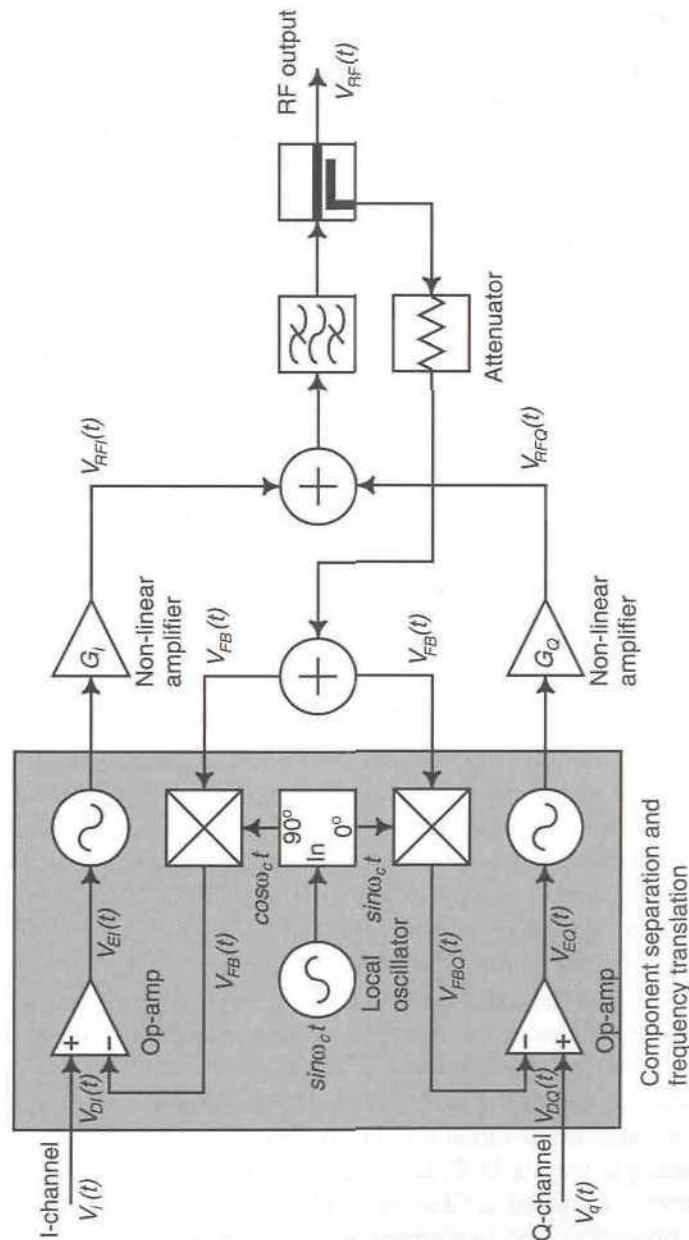 I-channel
V_I(t)
V_DI(t)
+
−
Op-amp
V_EI(t)
G_I
Non-linear
amplifier
V_RFI(t)
V_FB(t)
V_FB(t)
cosω_c t
90°
In
0°
sinω_c t
Local
oscillator
sinω_c t
+
V_FB(t)
+
RF output
V_RF(t)
Attenuator
V_FBQ(t)
Q-channel
V_q(t)
V_DQ(t)
−
+
Op-amp
V_EQ(t)
G_Q
Non-linear
amplifier
V_RFQ(t)
Component separation and
frequency translation